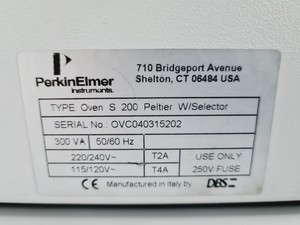 PerkinElmer
instruments.
710 Bridgeport Avenue
Shelton, CT 06484 USA
TYPE Oven S 200 Peltier W/Selector
SERIAL No.: OVC040315202
300 VA 50/60 Hz
220/240V~ T2A USE ONLY
115/120V~ T4A 250V FUSE
CE Manufactured in Italy by DBS